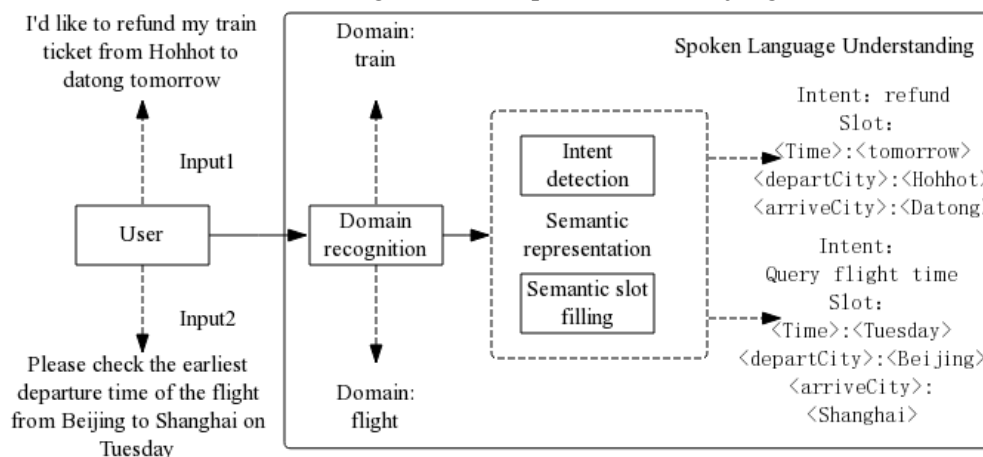 I'd like to refund my train
ticket from Hohhot to
datong tomorrow
Input1
User
Input2
Please check the earliest
departure time of the flight
from Beijing to Shanghai on
Tuesday
Domain:
train
Domain
recognition
Domain:
flight
Spoken Language Understanding
Intent
detection
Semantic
representation
Semantic slot
filling
Intent: refund
Slot:
<Time>:<tomorrow>
<departCity>:<Hohhot>
<arriveCity>:<Datong
Intent:
Query flight time
Slot:
<Time>:<Tuesday>
<departCity>:<Beijing>
<arriveCity>:
<Shanghai>